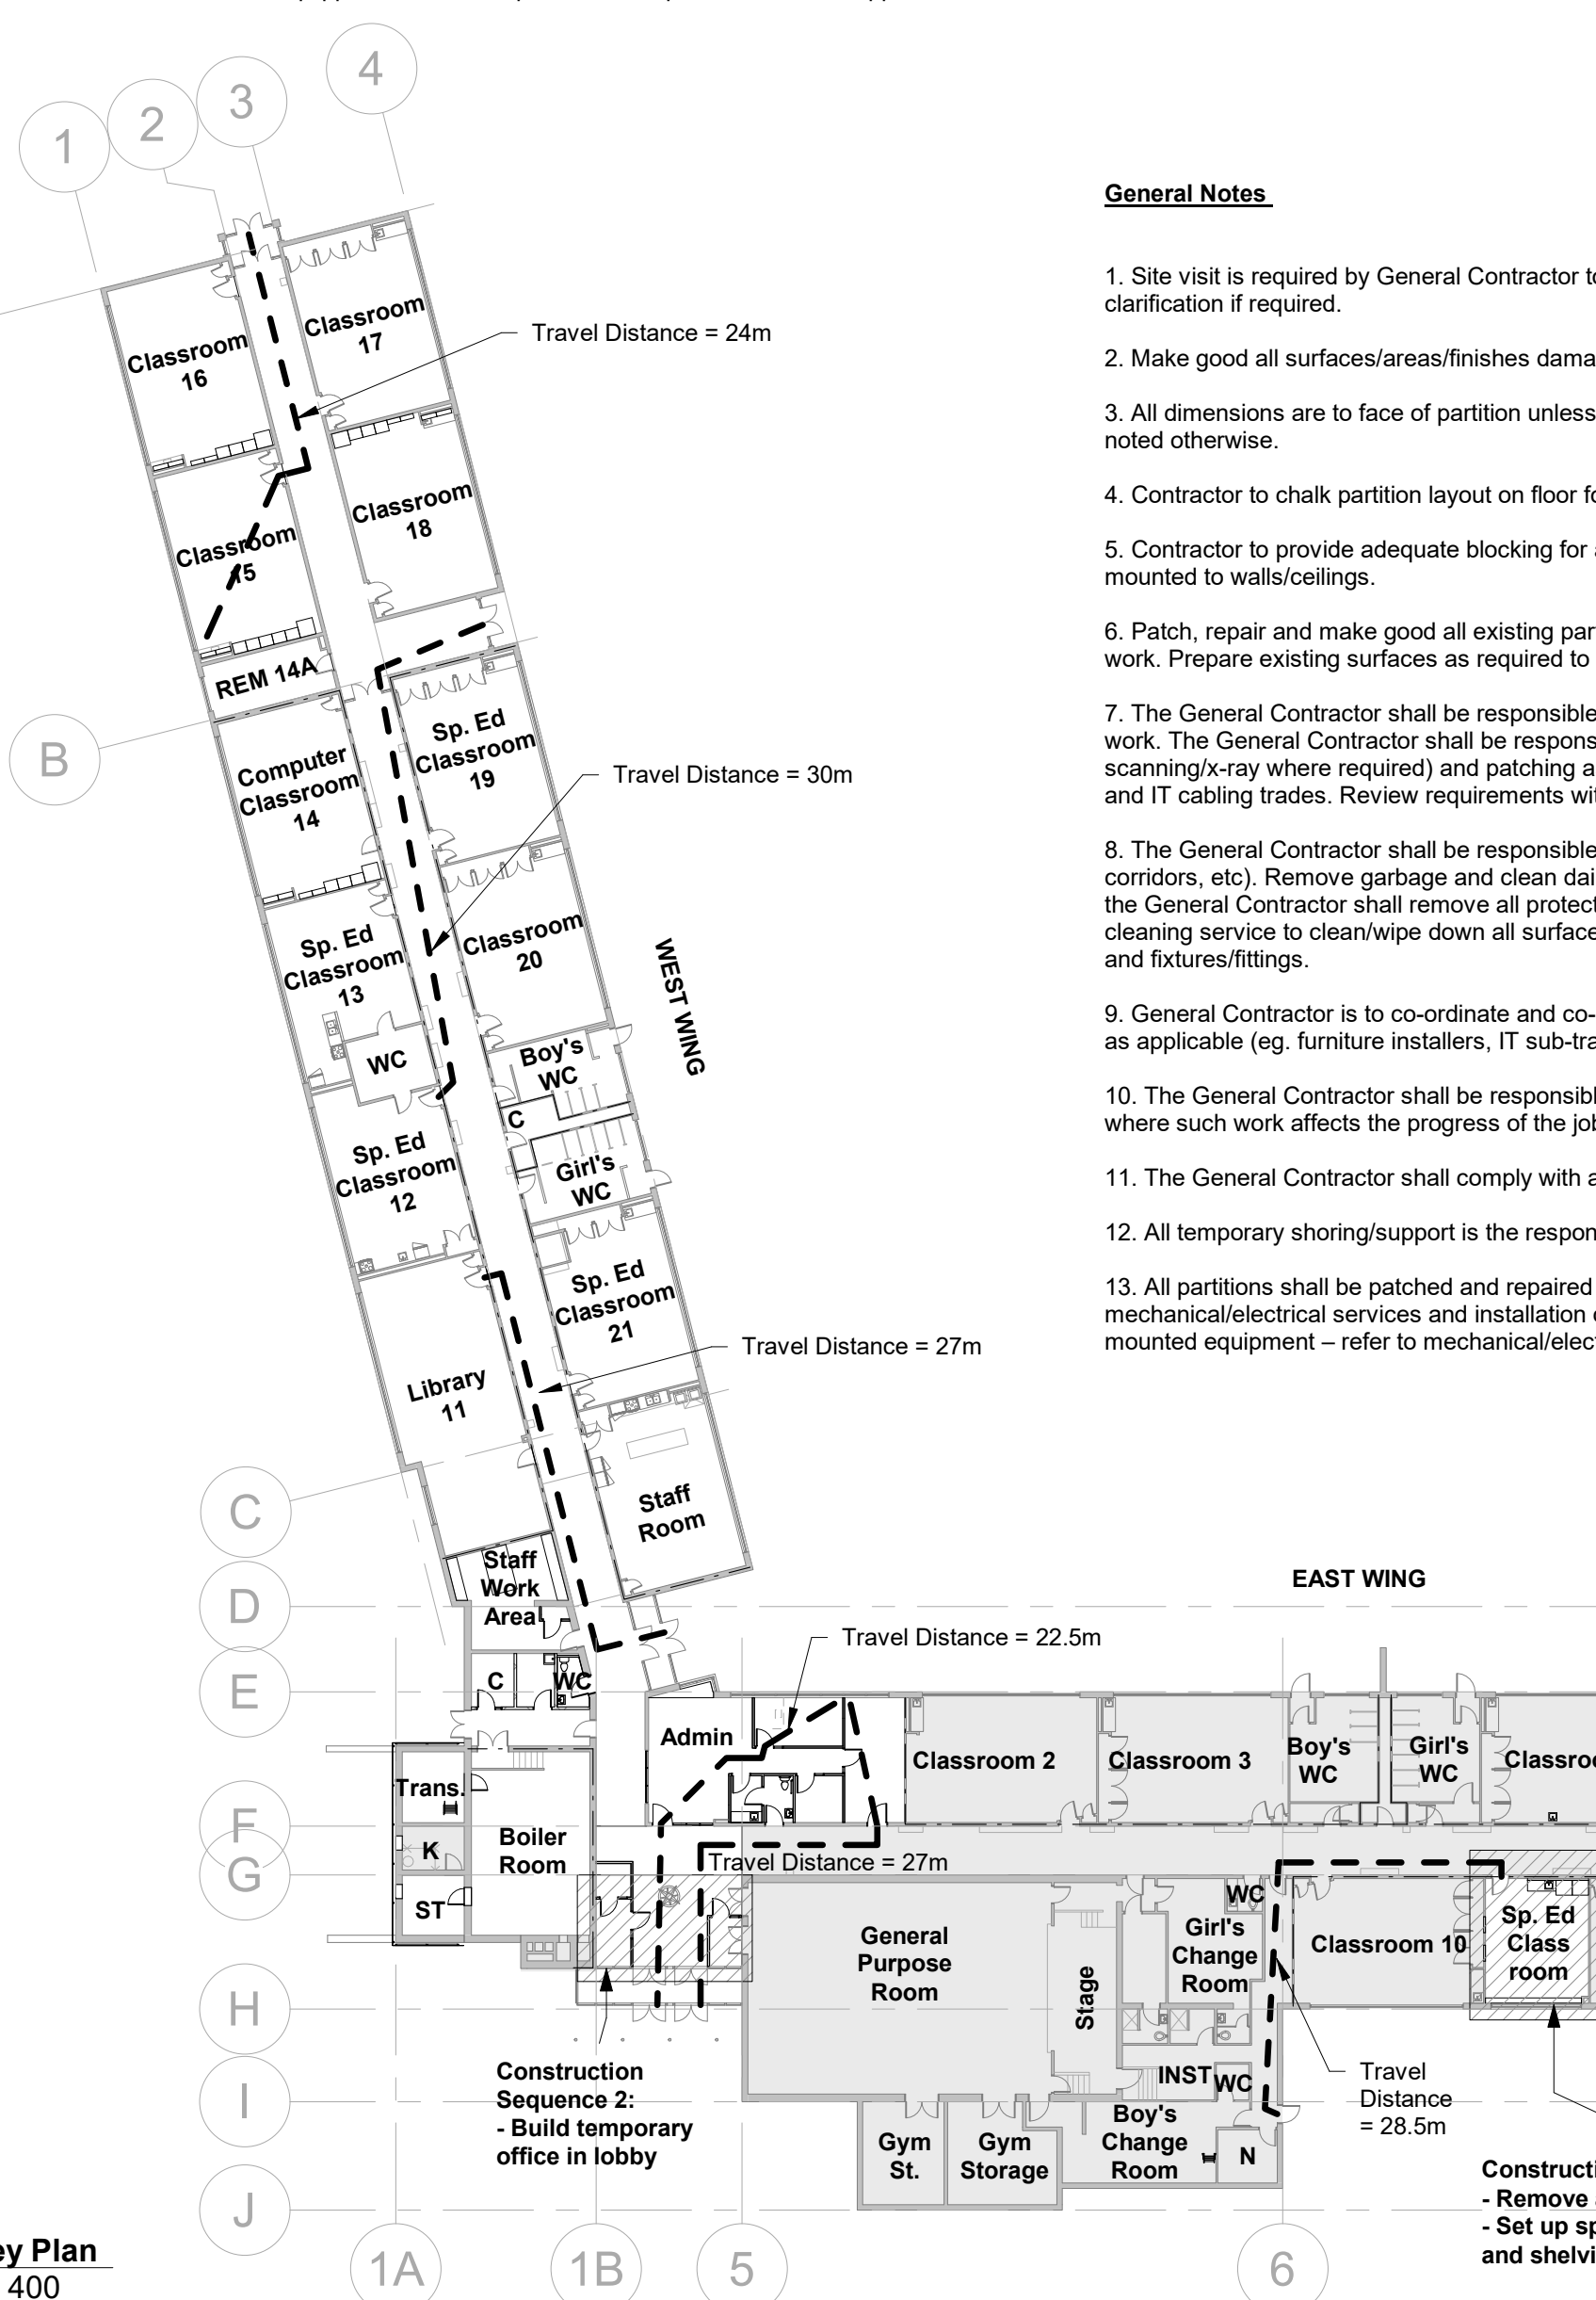 1
2
3
4
General Notes
1. Site visit is required by General Contractor
clarification if required.
2. Make good all surfaces/areas/finishes
3. All dimensions are to face of partition unless
noted otherwise.
4. Contractor to chalk partition layout on floor
5. Contractor to provide adequate blocking for
mounted to walls/ceilings.
6. Patch, repair and make good all existing
work. Prepare existing surfaces as required to
7. The General Contractor shall be responsible
work. The General Contractor shall be
scanning/x-ray where required) and patching
and IT cabling trades. Review requirements
8. The General Contractor shall be responsible
corridors, etc). Remove garbage and clean
the General Contractor shall remove all
cleaning service to clean/wipe down all
and fixtures/fittings.
9. General Contractor is to co-ordinate and co-
as applicable (eg. furniture installers, IT
10. The General Contractor shall be
where such work affects the progress of the
11. The General Contractor shall comply with
12. All temporary shoring/support is the
13. All partitions shall be patched and repaired
mechanical/electrical services and installation
mounted equipment – refer to
Classroom
16
Classroom
17
Travel Distance = 24m
Classroom
15
Classroom
18
REM 14A
B
Computer
Classroom
14
Sp. Ed
Classroom
19
Travel Distance = 30m
Sp. Ed
Classroom
13
Classroom
20
WEST WING
WC
Boy's
WC
C
Sp. Ed
Classroom
12
Girl's
WC
Sp. Ed
Classroom
21
Travel Distance = 27m
Library
11
C
Staff
Room
Staff
Work
Area
D
EAST WING
Travel Distance = 22.5m
E
C
WC
Admin
Classroom 2
Classroom 3
Boy's
WC
Girl's
WC
Trans.
F
G
K
Boiler
Room
Travel Distance = 27m
ST
General
Purpose
Room
Stage
WC
Girl's
Change
Room
Classroom 10
Sp. Ed
Class
room
H
Construction
Sequence 2:
- Build temporary
office in lobby
I
INST
WC
Travel
Distance
= 28.5m
Gym
St.
Gym
Storage
Boy's
Change
Room
N
- Remove
- Set up
and
J
Plan
400
1A
1B
5
6